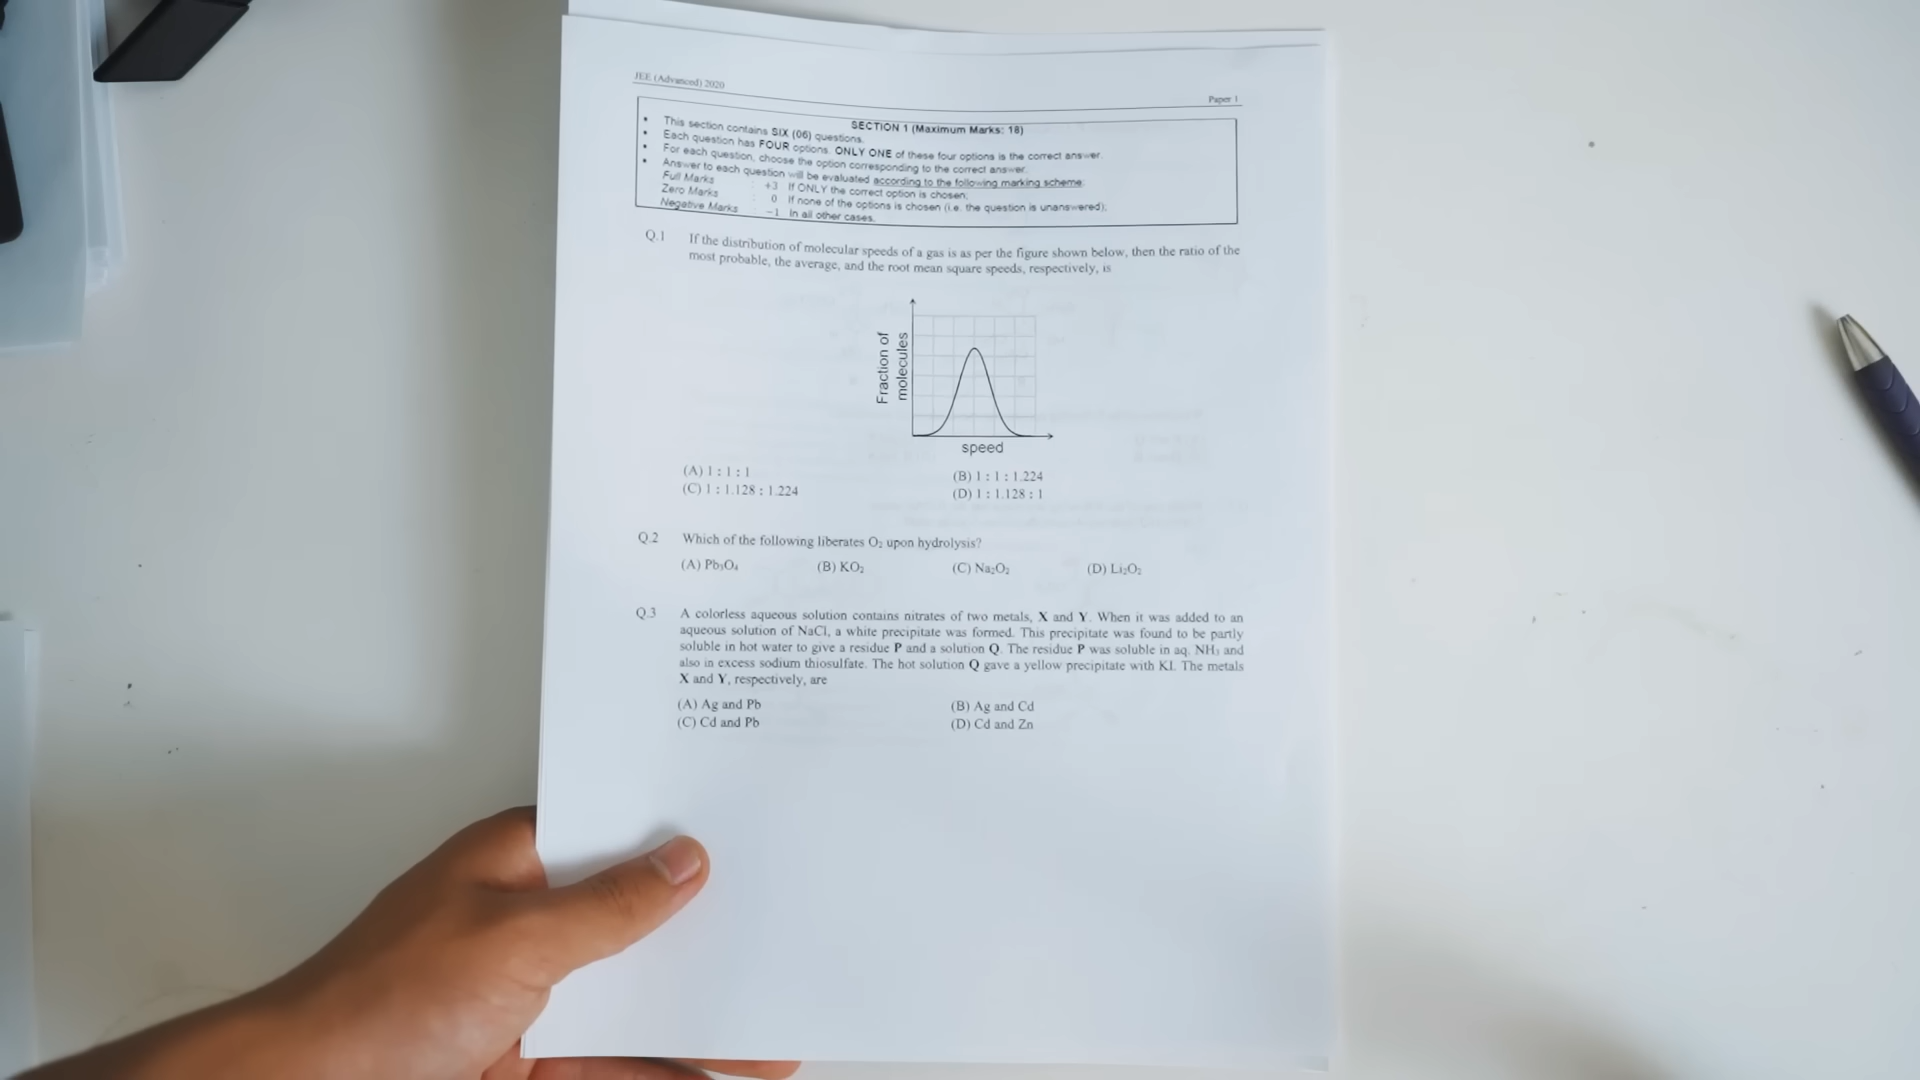 JEE (Advanced) 2020
Paper 1
SECTION 1 (Maximum Marks: 18)
• This section contains SIX (06) questions.
• Each question has FOUR options. ONLY ONE of these four options is the correct answer.
• For each question, choose the option corresponding to the correct answer.
• Answer to each question will be evaluated according to the following marking scheme:
Full Marks : +3 If ONLY the correct option is chosen;
Zero Marks : 0 If none of the options is chosen (i.e. the question is unanswered);
Negative Marks : −1 In all other cases.
Q.1 If the distribution of molecular speeds of a gas is as per the figure shown below, then the ratio of the
most probable, the average, and the root mean square speeds, respectively, is
Fraction of
molecules
speed
(A) 1 : 1 : 1 (B) 1 : 1 : 1.224
(C) 1 : 1.128 : 1.224 (D) 1 : 1.128 : 1
Q.2 Which of the following liberates O₂ upon hydrolysis?
(A) Pb₃O₄ (B) KO₂ (C) Na₂O₂ (D) Li₂O₂
Q.3 A colorless aqueous solution contains nitrates of two metals, X and Y. When it was added to an
aqueous solution of NaCl, a white precipitate was formed. This precipitate was found to be partly
soluble in hot water to give a residue P and a solution Q. The residue P was soluble in aq. NH₃ and
also in excess sodium thiosulfate. The hot solution Q gave a yellow precipitate with KI. The metals
X and Y, respectively, are
(A) Ag and Pb (B) Ag and Cd
(C) Cd and Pb (D) Cd and Zn